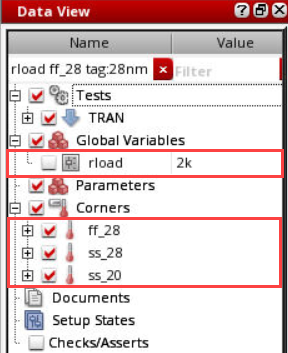 Data View
Name Value
rload ff_28 tag:28nm Filter
Tests
TRAN
Global Variables
rload 2k
Parameters
Corners
ff_28
ss_28
ss_20
Documents
Setup States
Checks/Asserts